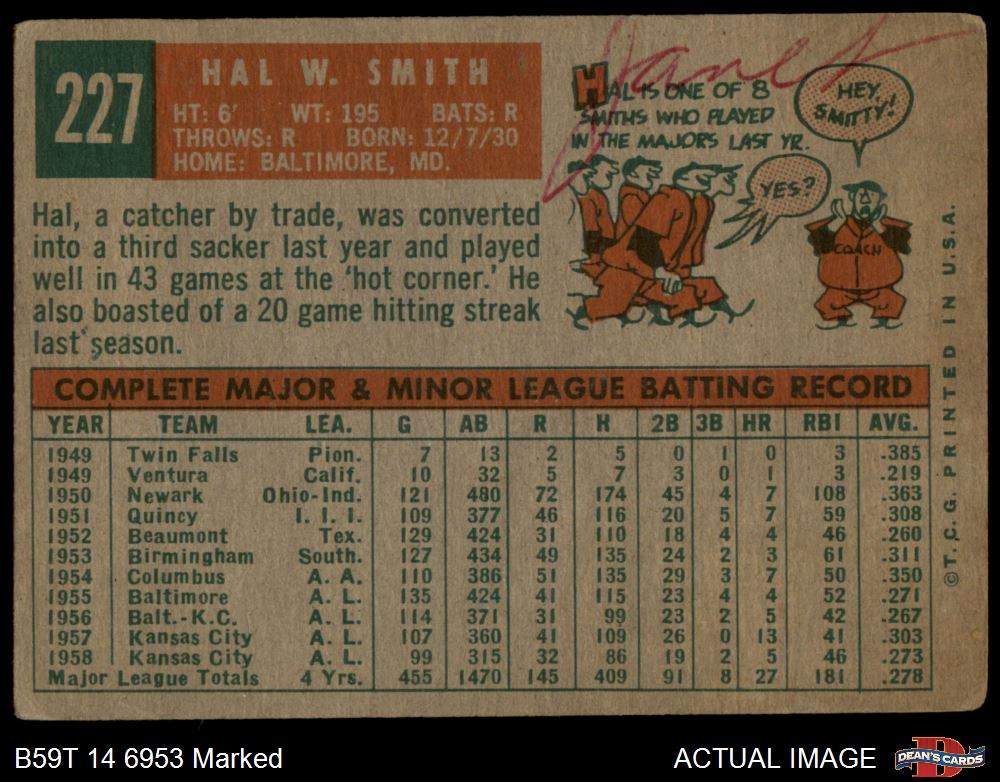 Janet
227
HAL W. SMITH
HT: 6' WT: 195 BATS: R
THROWS: R BORN: 12/7/30
HOME: BALTIMORE, MD.
HAL IS ONE OF 8
SMITHS WHO PLAYED
IN THE MAJORS LAST YR.
HEY,
SMITTY!
YES?
COACH
Hal, a catcher by trade, was converted
into a third sacker last year and played
well in 43 games at the 'hot corner.' He
also boasted of a 20 game hitting streak
last season.
COMPLETE MAJOR & MINOR LEAGUE BATTING RECORD
YEAR TEAM LEA. G AB R H 2B 3B HR RBI AVG.
1949 Twin Falls Pion. 7 13 2 5 0 1 0 3 .385
1949 Ventura Calif. 10 32 5 7 3 0 1 3 .219
1950 Newark Ohio-Ind. 121 480 72 174 45 4 7 108 .363
1951 Quincy I. I. I. 109 377 46 116 20 5 7 59 .308
1952 Beaumont Tex. 129 424 31 110 18 4 4 46 .260
1953 Birmingham South. 127 434 49 135 24 2 3 61 .311
1954 Columbus A. A. 110 386 51 135 29 3 7 50 .350
1955 Baltimore A. L. 135 424 41 115 23 4 4 52 .271
1956 Balt.-K.C. A. L. 114 371 31 99 23 2 5 42 .267
1957 Kansas City A. L. 107 360 41 109 26 0 13 41 .303
1958 Kansas City A. L. 99 315 32 86 19 2 5 46 .273
Major League Totals 4 Yrs. 455 1470 145 409 91 8 27 181 .278
©T. C. G. PRINTED IN U.S.A.
B59T 14 6953 Marked
ACTUAL IMAGE
D
DEAN'S CARDS